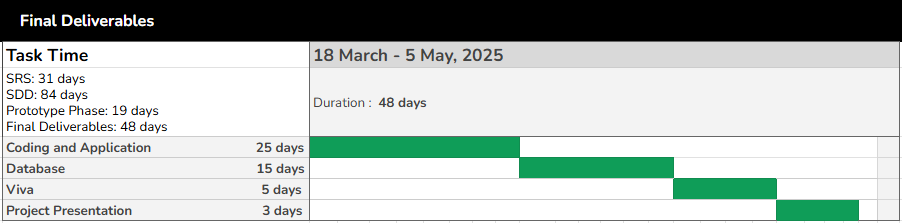 Final Deliverables
Task Time
18 March - 5 May, 2025
SRS: 31 days
SDD: 84 days
Prototype Phase: 19 days
Final Deliverables: 48 days
Duration : 48 days
Coding and Application 25 days
Database 15 days
Viva 5 days
Project Presentation 3 days